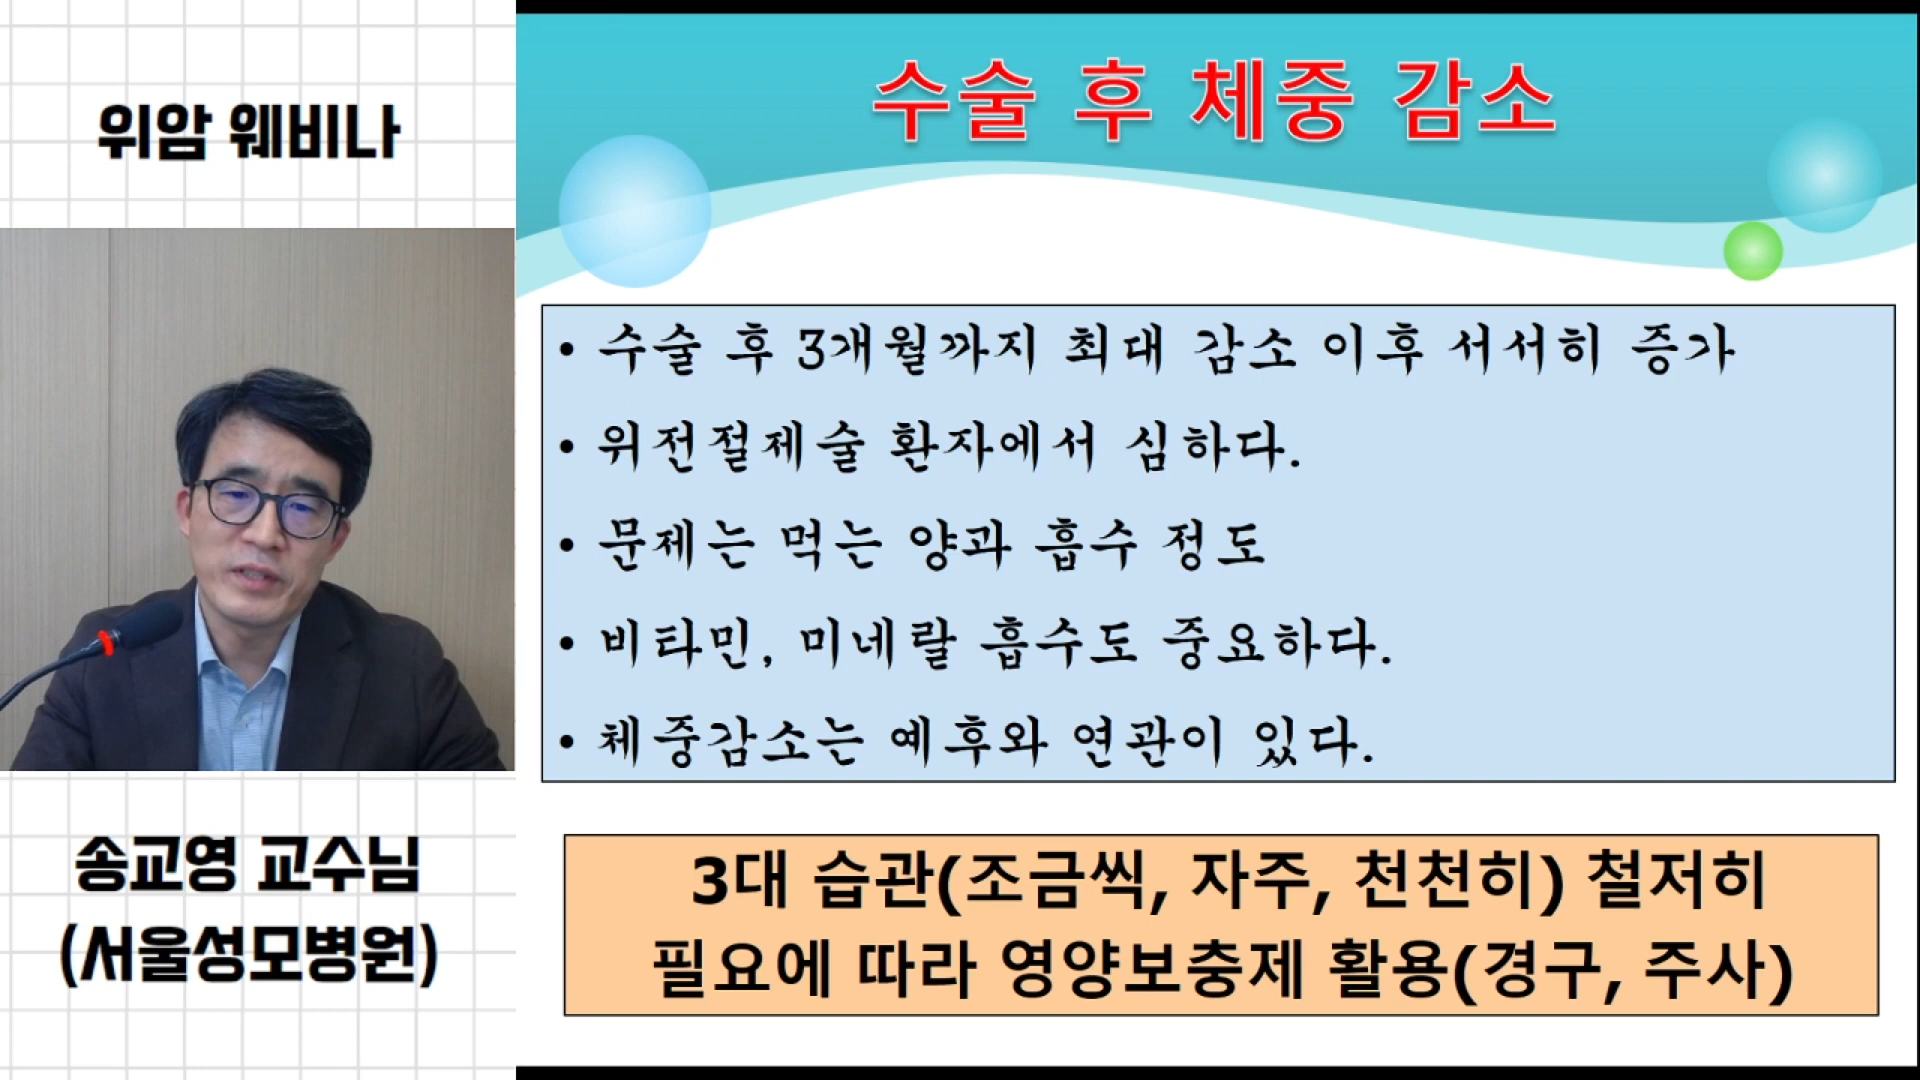 위암 웨비나
송교영 교수님
(서울성모병원)
수술 후 체중 감소
• 수술 후 3개월까지 최대 감소 이후 서서히 증가
• 위전절제술 환자에서 심하다.
• 문제는 먹는 양과 흡수 정도
• 비타민, 미네랄 흡수도 중요하다.
• 체중감소는 예후와 연관이 있다.
3대 습관(조금씩, 자주, 천천히) 철저히
필요에 따라 영양보충제 활용(경구, 주사)